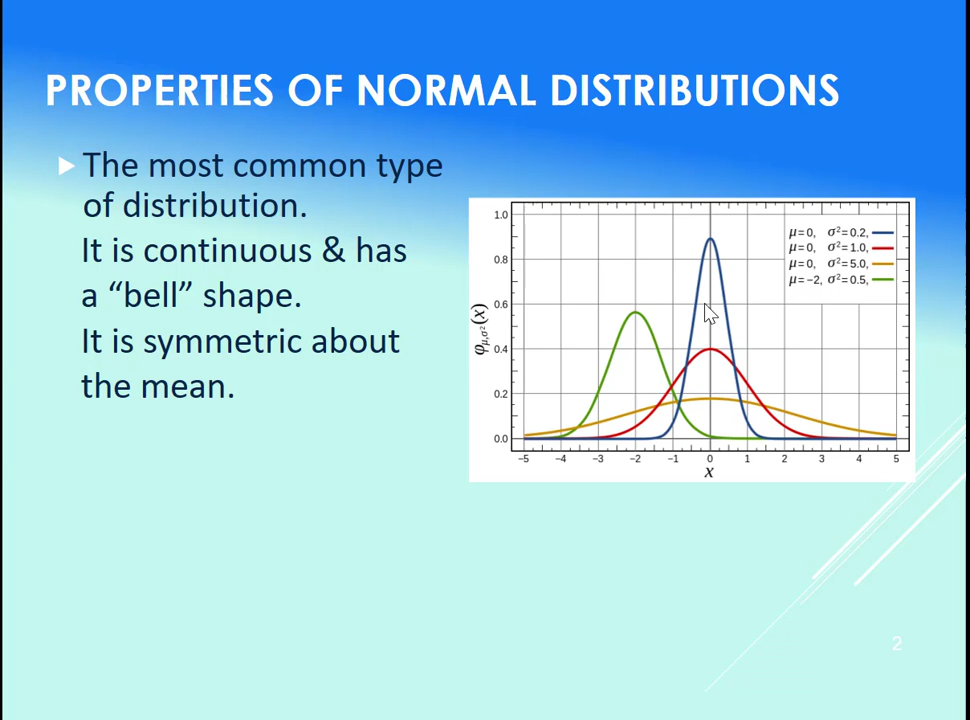 PROPERTIES OF NORMAL DISTRIBUTIONS
The most common type
of distribution.
It is continuous & has
a “bell” shape.
It is symmetric about
the mean.
φμ,σ²(x)
1.0
0.8
0.6
0.4
0.2
0.0
μ=0, σ²=0.2,
μ=0, σ²=1.0,
μ=0, σ²=5.0,
μ=−2, σ²=0.5,
−5 −4 −3 −2 −1 0 1 2 3 4 5
x
2